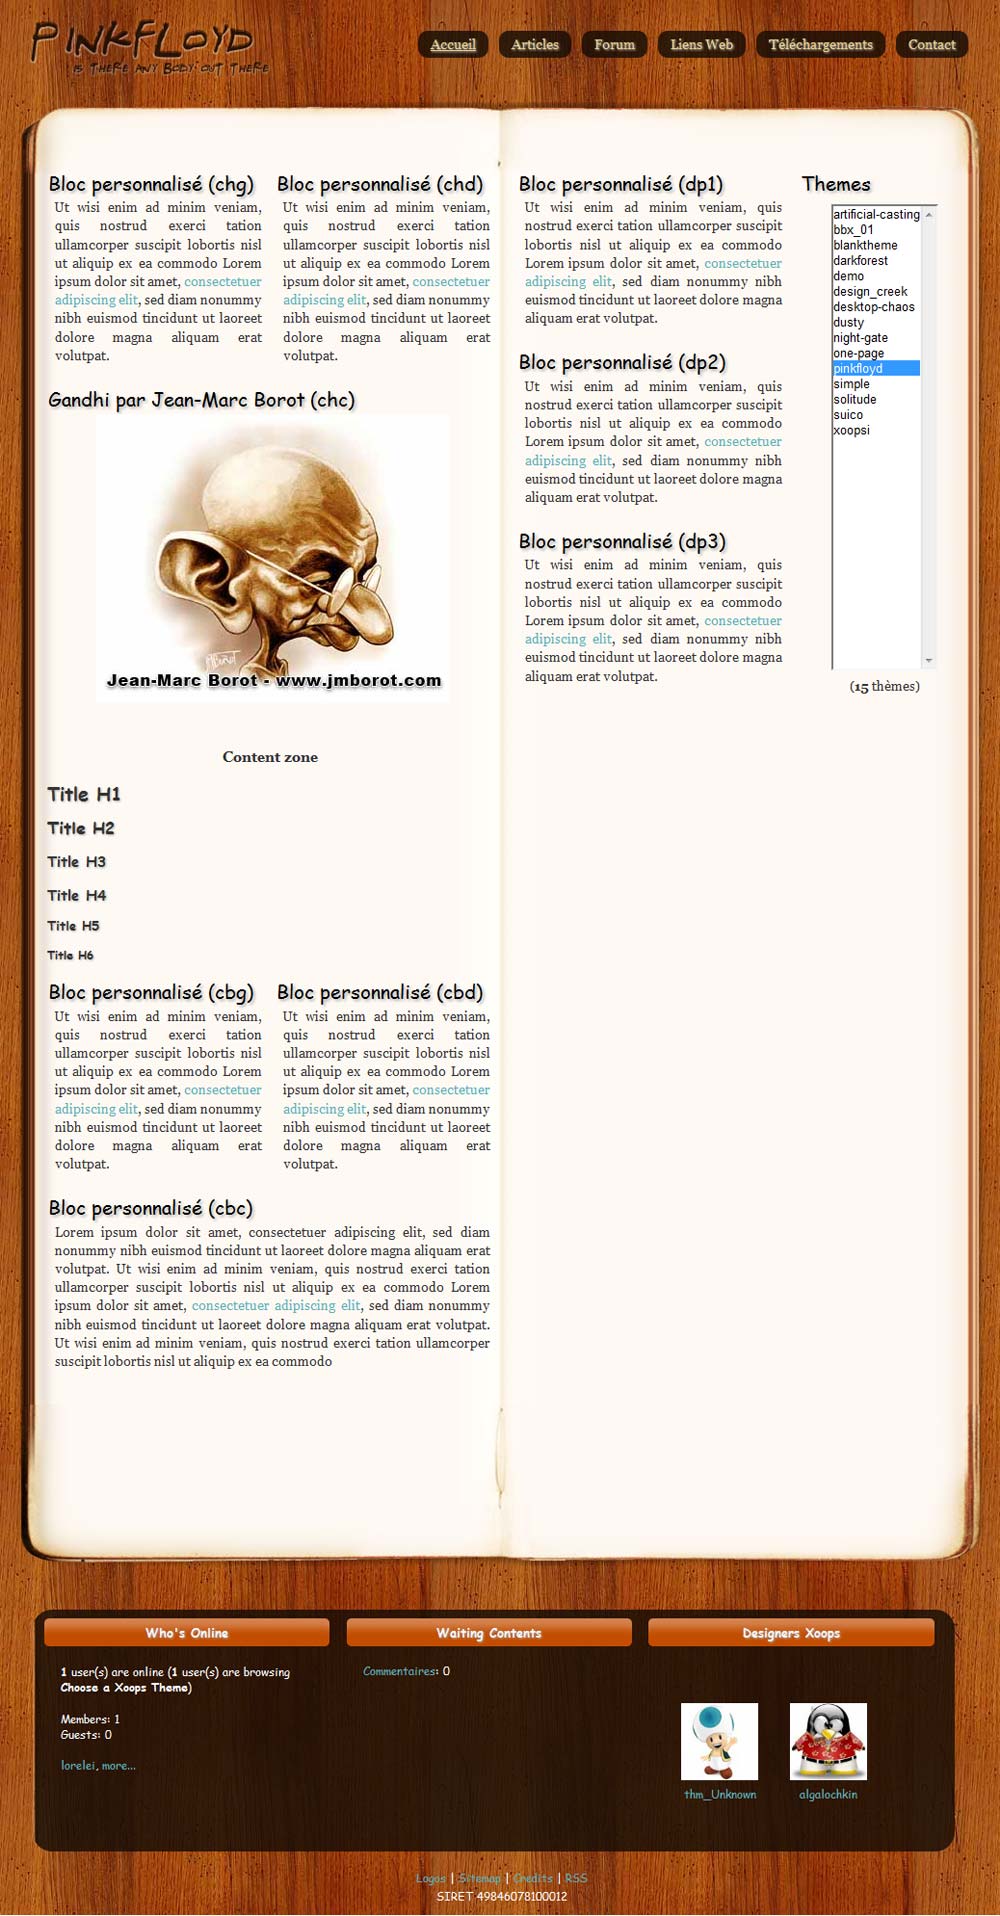 PINKFLOYD
IS THERE ANY BODY OUT THERE
Accueil Articles Forum Liens Web Téléchargements Contact
Bloc personnalisé (chg)
Ut wisi enim ad minim veniam,
quis nostrud exerci tation
ullamcorper suscipit lobortis nisl
ut aliquip ex ea commodo Lorem
ipsum dolor sit amet, consectetuer
adipiscing elit, sed diam nonummy
nibh euismod tincidunt ut laoreet
dolore magna aliquam erat
volutpat.
Bloc personnalisé (chd)
Ut wisi enim ad minim veniam,
quis nostrud exerci tation
ullamcorper suscipit lobortis nisl
ut aliquip ex ea commodo Lorem
ipsum dolor sit amet, consectetuer
adipiscing elit, sed diam nonummy
nibh euismod tincidunt ut laoreet
dolore magna aliquam erat
volutpat.
Gandhi par Jean-Marc Borot (chc)
Jean-Marc Borot - www.jmborot.com
Content zone
Title H1
Title H2
Title H3
Title H4
Title H5
Title H6
Bloc personnalisé (cbg)
Ut wisi enim ad minim veniam,
quis nostrud exerci tation
ullamcorper suscipit lobortis nisl
ut aliquip ex ea commodo Lorem
ipsum dolor sit amet, consectetuer
adipiscing elit, sed diam nonummy
nibh euismod tincidunt ut laoreet
dolore magna aliquam erat
volutpat.
Bloc personnalisé (cbd)
Ut wisi enim ad minim veniam,
quis nostrud exerci tation
ullamcorper suscipit lobortis nisl
ut aliquip ex ea commodo Lorem
ipsum dolor sit amet, consectetuer
adipiscing elit, sed diam nonummy
nibh euismod tincidunt ut laoreet
dolore magna aliquam erat
volutpat.
Bloc personnalisé (cbc)
Lorem ipsum dolor sit amet, consectetuer adipiscing elit, sed diam
nonummy nibh euismod tincidunt ut laoreet dolore magna aliquam erat
volutpat. Ut wisi enim ad minim veniam, quis nostrud exerci tation
ullamcorper suscipit lobortis nisl ut aliquip ex ea commodo Lorem
ipsum dolor sit amet, consectetuer adipiscing elit, sed diam nonummy
nibh euismod tincidunt ut laoreet dolore magna aliquam erat volutpat.
Ut wisi enim ad minim veniam, quis nostrud exerci tation ullamcorper
suscipit lobortis nisl ut aliquip ex ea commodo
Bloc personnalisé (dp1)
Ut wisi enim ad minim veniam, quis
nostrud exerci tation ullamcorper suscipit
lobortis nisl ut aliquip ex ea commodo
Lorem ipsum dolor sit amet, consectetuer
adipiscing elit, sed diam nonummy nibh
euismod tincidunt ut laoreet dolore magna
aliquam erat volutpat.
Bloc personnalisé (dp2)
Ut wisi enim ad minim veniam, quis
nostrud exerci tation ullamcorper suscipit
lobortis nisl ut aliquip ex ea commodo
Lorem ipsum dolor sit amet, consectetuer
adipiscing elit, sed diam nonummy nibh
euismod tincidunt ut laoreet dolore magna
aliquam erat volutpat.
Bloc personnalisé (dp3)
Ut wisi enim ad minim veniam, quis
nostrud exerci tation ullamcorper suscipit
lobortis nisl ut aliquip ex ea commodo
Lorem ipsum dolor sit amet, consectetuer
adipiscing elit, sed diam nonummy nibh
euismod tincidunt ut laoreet dolore magna
aliquam erat volutpat.
Themes
artificial-casting
bbx_01
blanktheme
darkforest
demo
design_creek
desktop-chaos
dusty
night-gate
one-page
pinkfloyd
simple
solitude
suico
xoopsi
(15 thèmes)
Who's Online
1 user(s) are online (1 user(s) are browsing
Choose a Xoops Theme)
Members: 1
Guests: 0
lorelei, more...
Waiting Contents
Commentaires: 0
Designers Xoops
thm_Unknown
algalochkin
Logos | Sitemap | Credits | RSS
SIRET 49846078100012